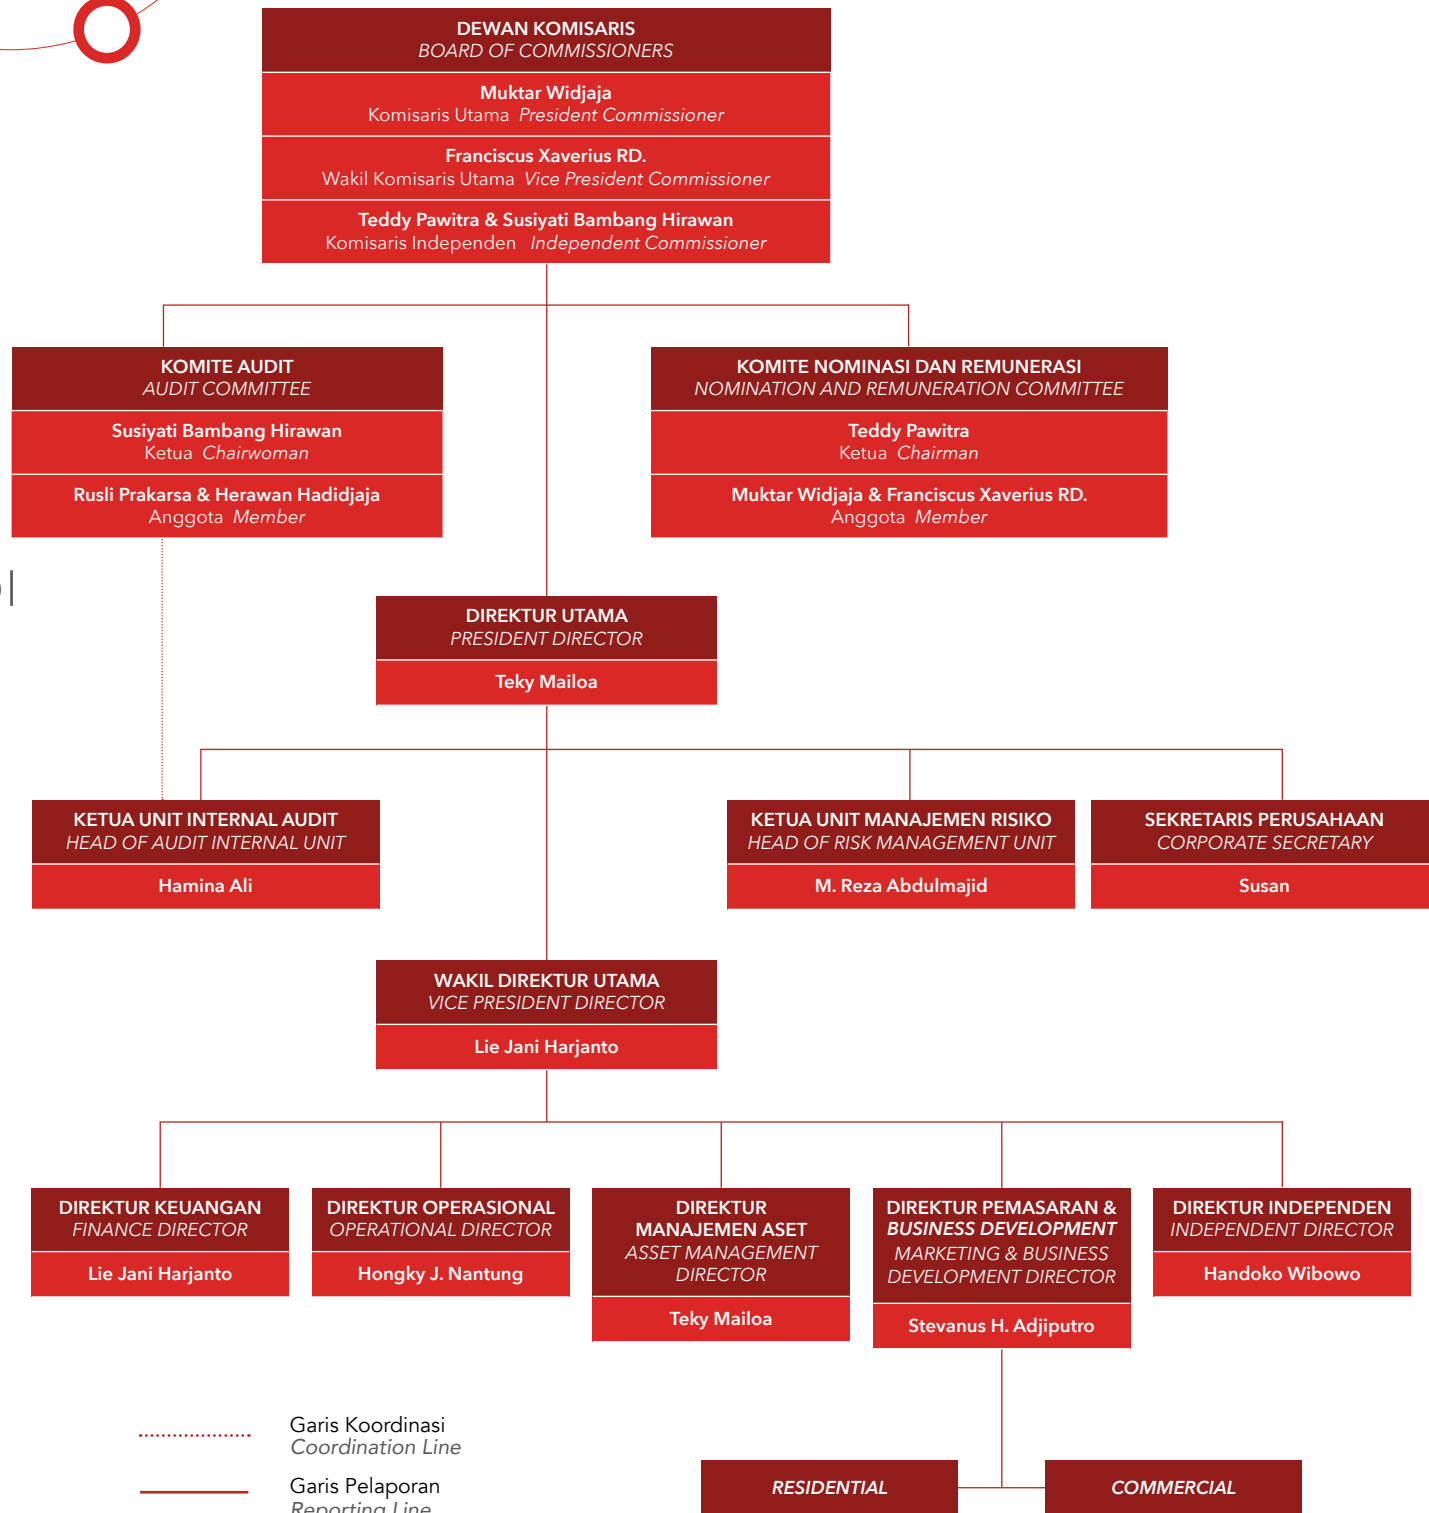 DEWAN KOMISARIS
BOARD OF COMMISSIONERS
Muktar Widjaja
Komisaris Utama President Commissioner
Franciscus Xaverius RD.
Wakil Komisaris Utama Vice President Commissioner
Teddy Pawitra & Susiyati Bambang Hirawan
Komisaris Independen Independent Commissioner
KOMITE AUDIT
AUDIT COMMITTEE
Susiyati Bambang Hirawan
Ketua Chairwoman
Rusli Prakarsa & Herawan Hadidjaja
Anggota Member
KOMITE NOMINASI DAN REMUNERASI
NOMINATION AND REMUNERATION COMMITTEE
Teddy Pawitra
Ketua Chairman
Muktar Widjaja & Franciscus Xaverius RD.
Anggota Member
DIREKTUR UTAMA
PRESIDENT DIRECTOR
Teky Mailoa
KETUA UNIT INTERNAL AUDIT
HEAD OF AUDIT INTERNAL UNIT
Hamina Ali
KETUA UNIT MANAJEMEN RISIKO
HEAD OF RISK MANAGEMENT UNIT
M. Reza Abdulmajid
SEKRETARIS PERUSAHAAN
CORPORATE SECRETARY
Susan
WAKIL DIREKTUR UTAMA
VICE PRESIDENT DIRECTOR
Lie Jani Harjanto
DIREKTUR KEUANGAN
FINANCE DIRECTOR
Lie Jani Harjanto
DIREKTUR OPERASIONAL
OPERATIONAL DIRECTOR
Hongky J. Nantung
DIREKTUR
MANAJEMEN ASET
ASSET MANAGEMENT
DIRECTOR
Teky Mailoa
DIREKTUR PEMASARAN &
BUSINESS DEVELOPMENT
MARKETING & BUSINESS
DEVELOPMENT DIRECTOR
Stevanus H. Adjiputro
DIREKTUR INDEPENDEN
INDEPENDENT DIRECTOR
Handoko Wibowo
Garis Koordinasi
Coordination Line
Garis Pelaporan
Reporting Line
RESIDENTIAL
COMMERCIAL